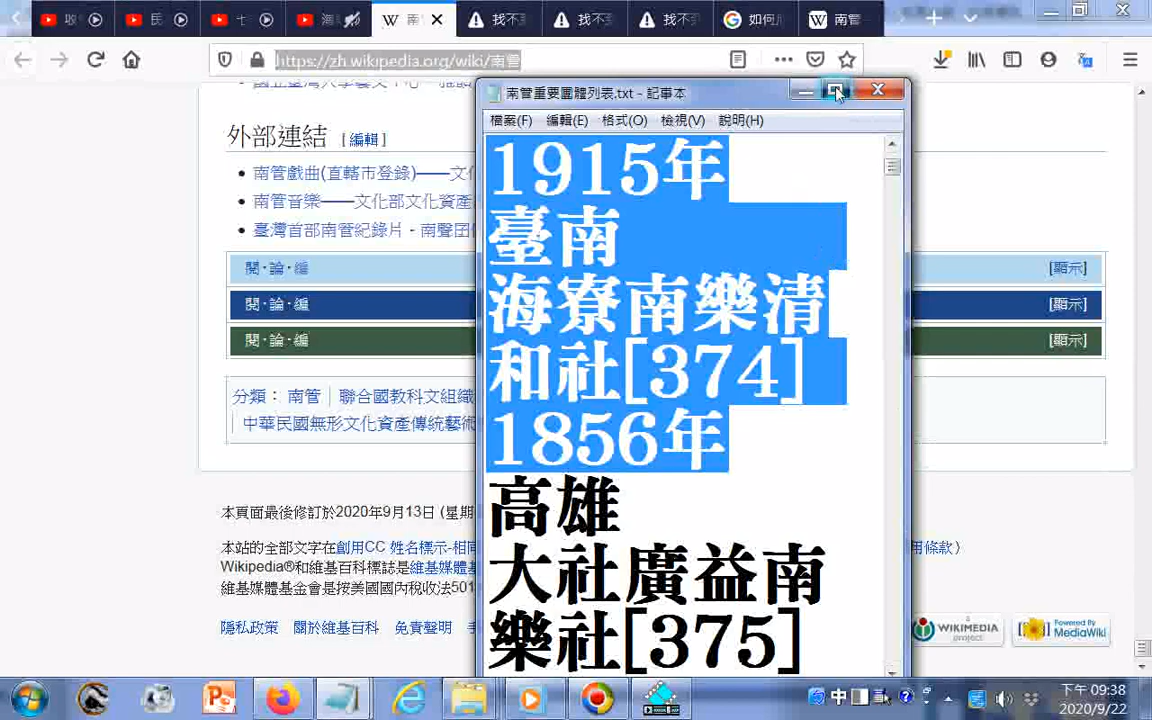 收
民
七
海
W 南
找不
找不
找不
如何
南管
https://zh.wikipedia.org/wiki/南管
南管重要團體列表.txt - 記事本
檔案(F) 編輯(E) 格式(O) 檢視(V) 說明(H)
1915年
臺南
海寮南樂清
和社[374]
1856年
高雄
大社廣益南
樂社[375]
外部連結 [編輯]
南管戲曲(直轄市登錄)——文化
南管音樂——文化部文化資產
臺灣首部南管紀錄片 - 南聲團
閱·論·編 [顯示]
閱·論·編 [顯示]
閱·論·編 [顯示]
分類： 南管 | 聯合國教科文組織
中華民國無形文化資產傳統藝術
本頁面最後修訂於2020年9月13日 (星期
本站的全部文字在創用CC 姓名標示-相同 用條款）
Wikipedia®和維基百科標誌是維基媒體基
維基媒體基金會是按美國國內稅收法501
隱私政策 關於維基百科 免責聲明
A WIKIMEDIA project
Powered By MediaWiki
中
下午 09:38
2020/9/22